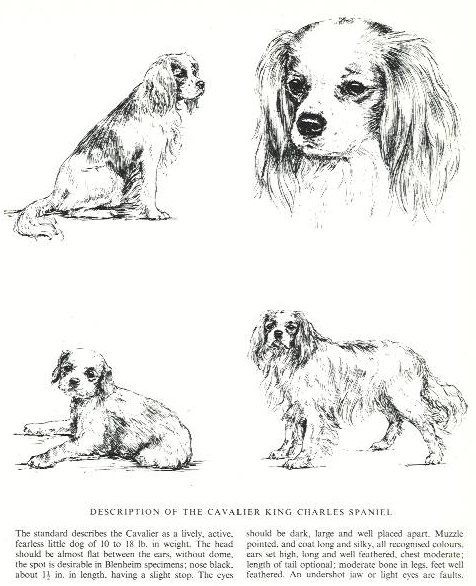 DESCRIPTION OF THE CAVALIER KING CHARLES SPANIEL
The standard describes the Cavalier as a lively, active,
fearless little dog of 10 to 18 lb. in weight. The head
should be almost flat between the ears, without dome,
the spot is desirable in Blenheim specimens; nose black,
about 1½ in. in length, having a slight stop. The eyes
should be dark, large and well placed apart. Muzzle
pointed, and coat long and silky, all recognised colours,
ears set high, long and well feathered, chest moderate;
length of tail optional; moderate bone in legs, feet well
feathered. An undershot jaw or light eyes are faults.